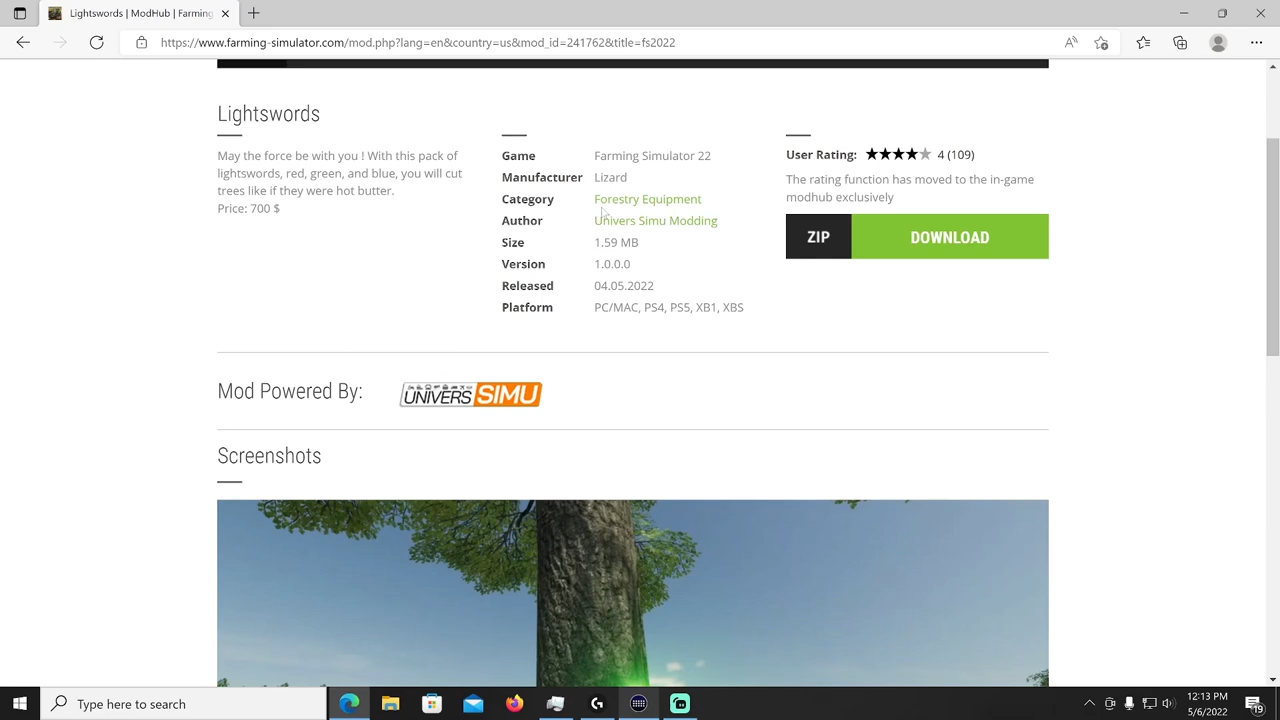 Lightswords | ModHub | Farming
https://www.farming-simulator.com/mod.php?lang=en&country=us&mod_id=241762&title=fs2022
Lightswords
May the force be with you ! With this pack of
lightswords, red, green, and blue, you will cut
trees like if they were hot butter.
Price: 700 $
Game Farming Simulator 22
Manufacturer Lizard
Category Forestry Equipment
Author Univers Simu Modding
Size 1.59 MB
Version 1.0.0.0
Released 04.05.2022
Platform PC/MAC, PS4, PS5, XB1, XBS
User Rating: 4 (109)
The rating function has moved to the in-game
modhub exclusively
ZIP DOWNLOAD
Mod Powered By: UNIVERS SIMU
Screenshots
Type here to search
12:13 PM
5/6/2022
19